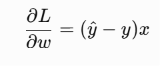 ∂L/∂w = (ŷ − y)x